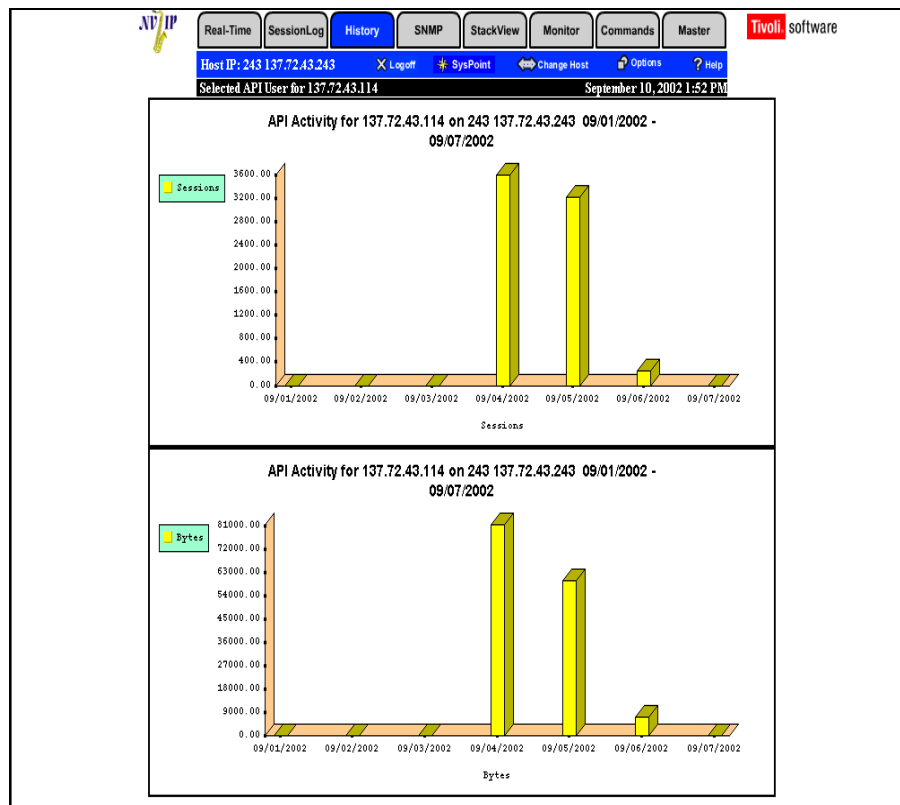 NV IP
Real-Time SessionLog History SNMP StackView Monitor Commands Master
Tivoli. software
Host IP: 243 137.72.43.243 X Logoff SysPoint Change Host Options ? Help
Selected API User for 137.72.43.114 September 10, 2002 1:52 PM
API Activity for 137.72.43.114 on 243 137.72.43.243 09/01/2002 -
09/07/2002
Sessions
3600.00
3200.00
2800.00
2400.00
2000.00
1600.00
1200.00
800.00
400.00
0.00
09/01/2002 09/02/2002 09/03/2002 09/04/2002 09/05/2002 09/06/2002 09/07/2002
Sessions
API Activity for 137.72.43.114 on 243 137.72.43.243 09/01/2002 -
09/07/2002
Bytes
81000.00
72000.00
63000.00
54000.00
45000.00
36000.00
27000.00
18000.00
9000.00
0.00
09/01/2002 09/02/2002 09/03/2002 09/04/2002 09/05/2002 09/06/2002 09/07/2002
Bytes